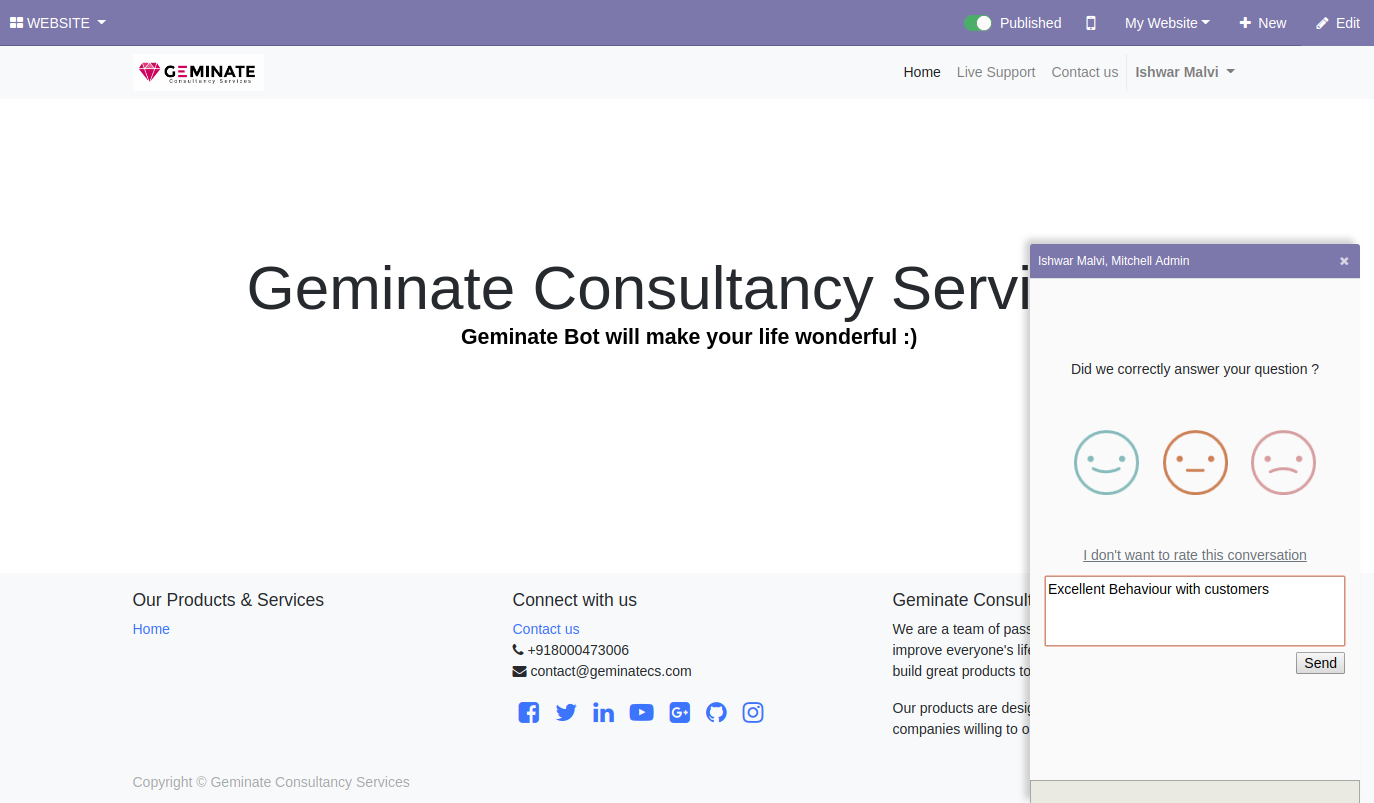 WEBSITE
Published
My Website
New
Edit
GEMINATE
Consultancy Services
Home
Live Support
Contact us
Ishwar Malvi
Geminate Consultancy Servi
Geminate Bot will make your life wonderful :)
Ishwar Malvi, Mitchell Admin
×
Did we correctly answer your question ?
I don't want to rate this conversation
Excellent Behaviour with customers
Send
Our Products & Services
Home
Connect with us
Contact us
+918000473006
contact@geminatecs.com
Geminate Consult
We are a team of pass
improve everyone's life
build great products to
Our products are desig
companies willing to o
Copyright © Geminate Consultancy Services